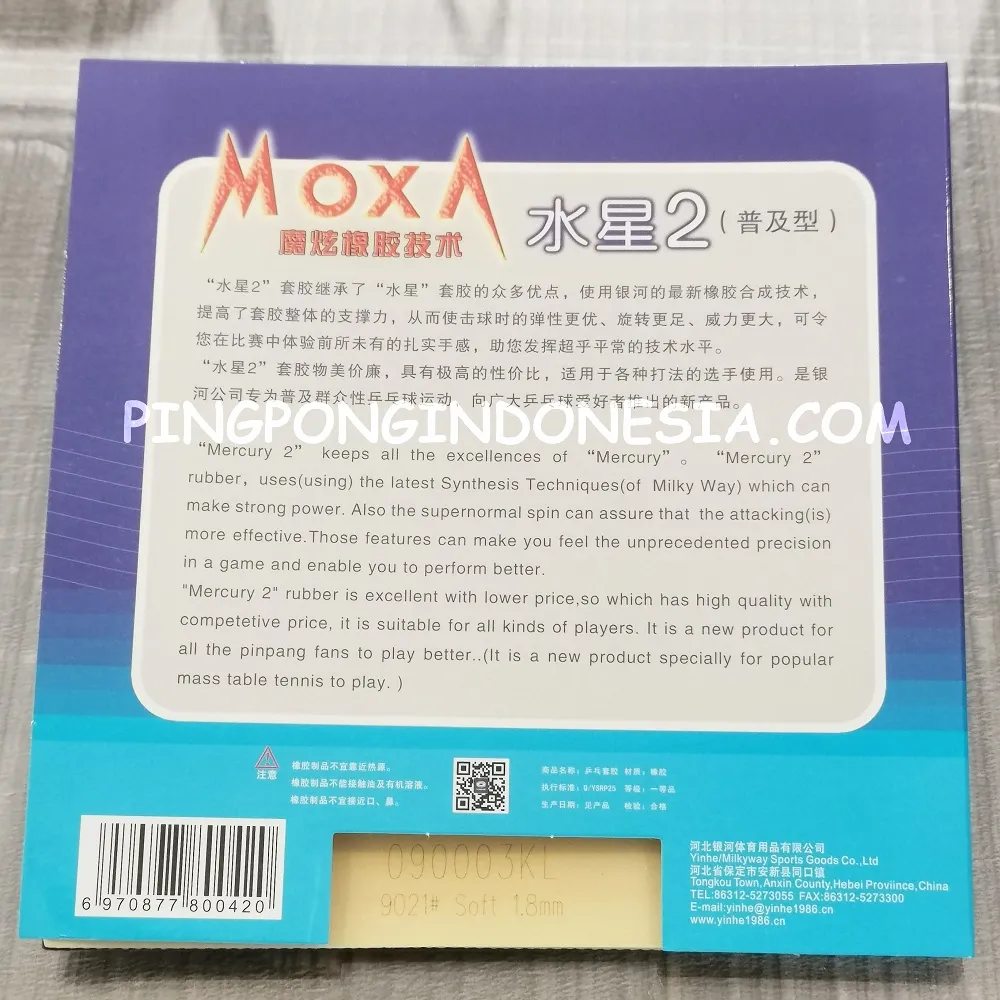 MOXA
魔炫橡胶技术
水星2(普及型)
“水星2”套胶继承了“水星”套胶的众多优点，使用银河的最新橡胶合成技术，
提高了套胶整体的支撑力，从而使击球时的弹性更优、旋转更足、威力更大，可令
您在比赛中体验前所未有的扎实手感，助您发挥超乎平常的技术水平。
“水星2”套胶物美价廉，具有极高的性价比，适用于各种打法的选手使用。是银
河公司专为普及群众性乒乓球运动，向广大乒乓球爱好者推出的新产品。
PINGPONGINDONESIA.COM
“Mercury 2” keeps all the excellences of “Mercury”。 “Mercury 2”
rubber，uses(using) the latest Synthesis Techniques(of Milky Way) which can
make strong power. Also the supernormal spin can assure that the attacking(is)
more effective.Those features can make you feel the unprecedented precision
in a game and enable you to perform better.
"Mercury 2" rubber is excellent with lower price,so which has high quality with
competetive price, it is suitable for all kinds of players. It is a new product for
all the pinpang fans to play better..(It is a new product specially for popular
mass table tennis to play. )
注意
橡胶制品不宜靠近热源。
橡胶制品不能接触油及有机溶液。
橡胶制品不宜接近口、鼻。
商品名称：乒乓套胶 材质：橡胶
执行标准：Q/YSRP25 等级：一等品
生产日期：见产品 检验：合格
6 970877 800420
090003KL
9021# Soft 1.8mm
河北银河体育用品有限公司
Yinhe/Milkyway Sports Goods Co.,Ltd
河北省保定市安新县同口镇
Tongkou Town,Anxin County,Hebei Proviince,China
TEL:86312-5273055 FAX:86312-5273300
E-mail:yinhe@yinhe1986.cn
www.yinhe1986.cn